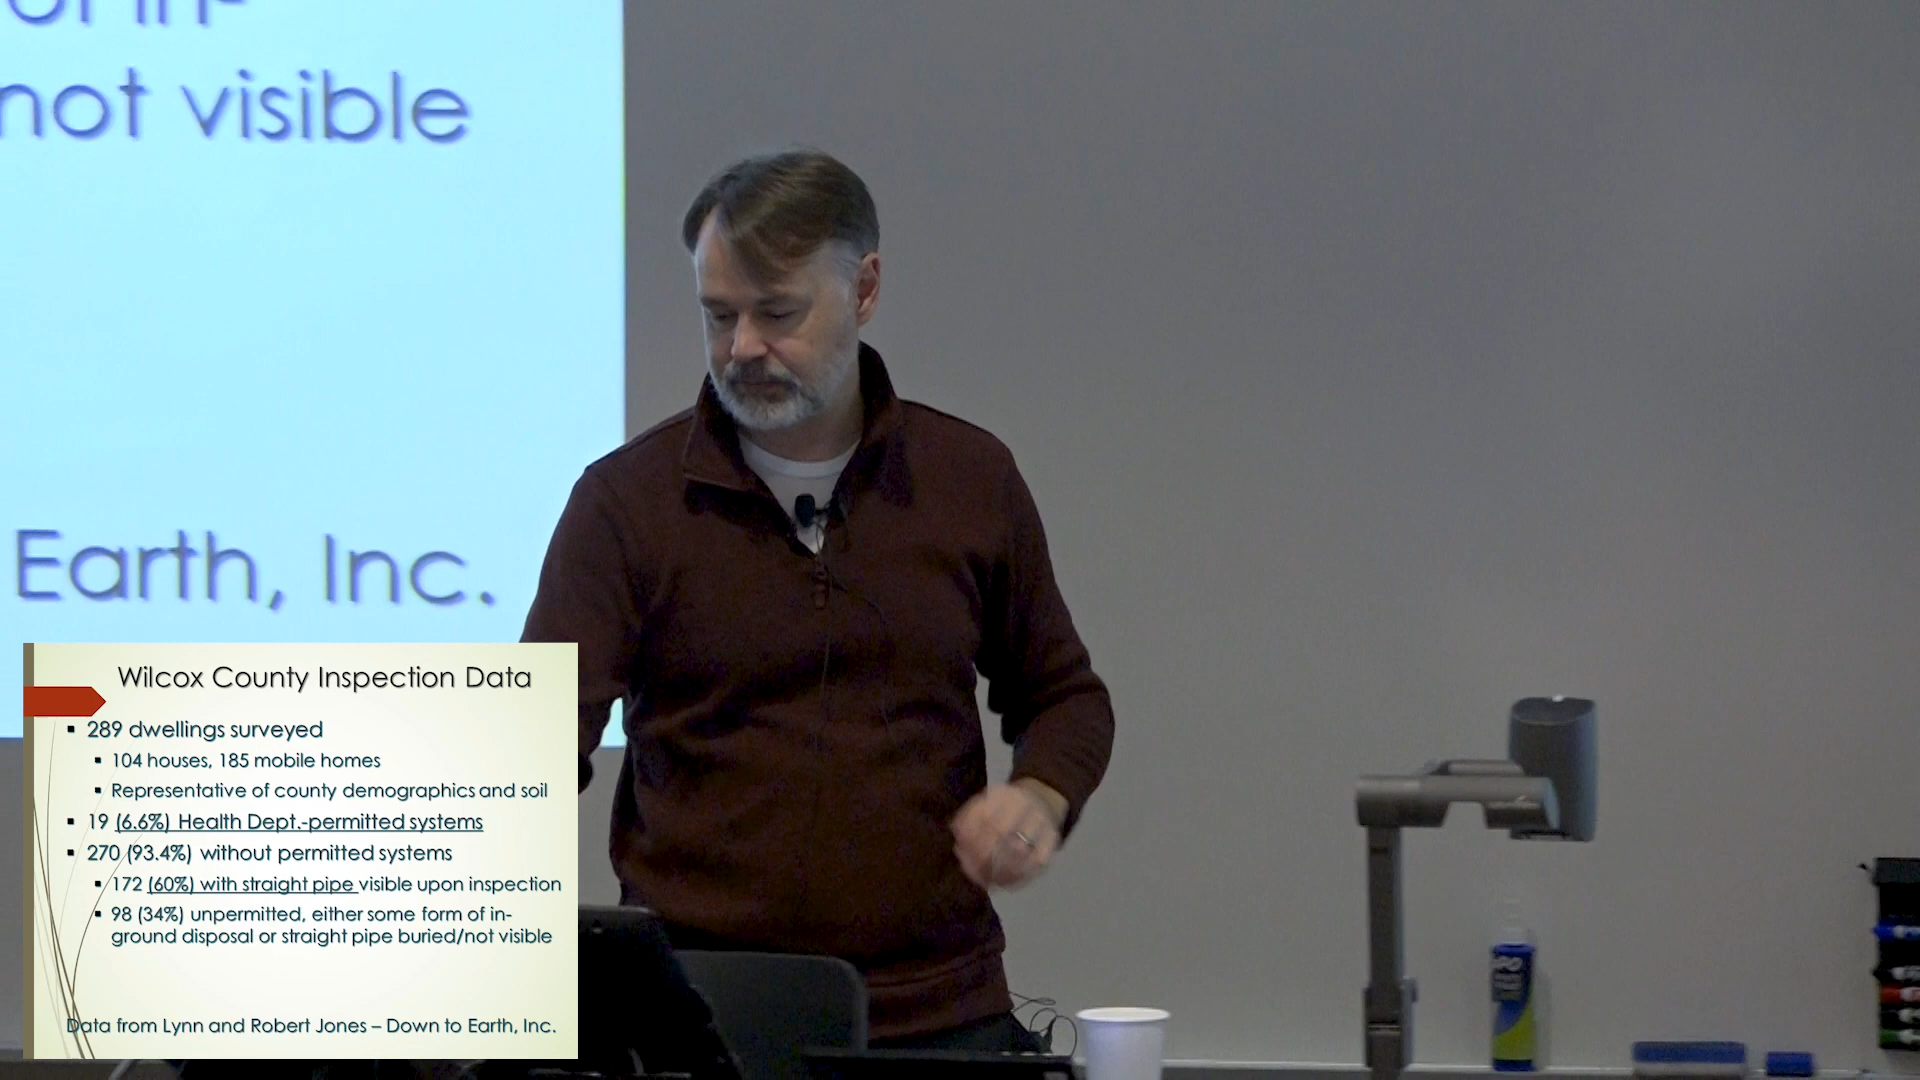 not visible
Earth, Inc.
Wilcox County Inspection Data
289 dwellings surveyed
104 houses, 185 mobile homes
Representative of county demographics and soil
19 (6.6%) Health Dept.-permitted systems
270 (93.4%) without permitted systems
172 (60%) with straight pipe visible upon inspection
98 (34%) unpermitted, either some form of in-
ground disposal or straight pipe buried/not visible
Data from Lynn and Robert Jones – Down to Earth, Inc.